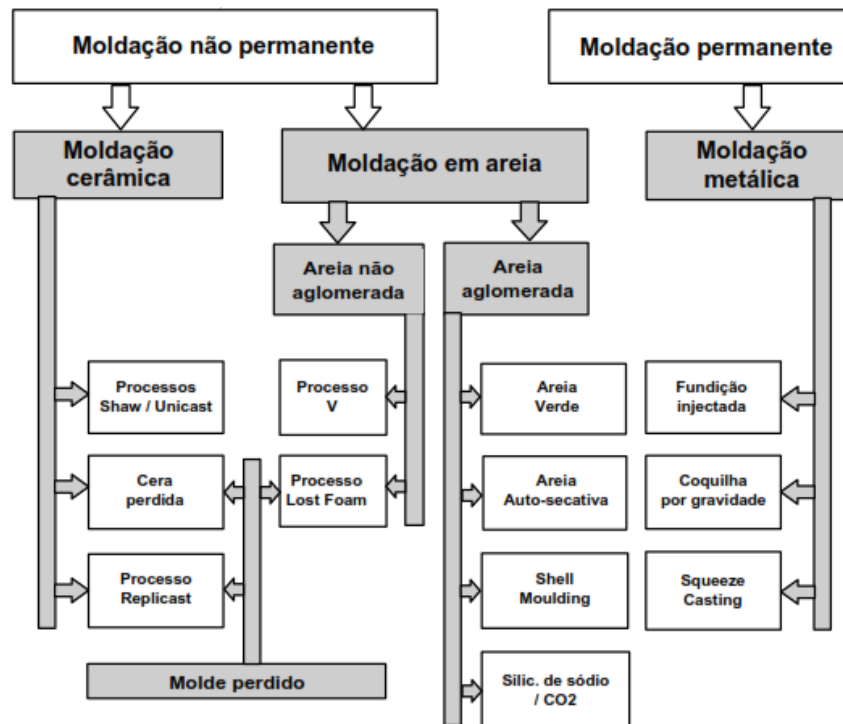 Moldação não permanente
Moldação permanente
Moldação
cerâmica
Moldação em areia
Moldação
metálica
Areia não
aglomerada
Areia
aglomerada
Processos
Shaw / Unicast
Processo
V
Areia
Verde
Fundição
injectada
Cera
perdida
Processo
Lost Foam
Areia
Auto-secativa
Coquilha
por gravidade
Processo
Replicast
Shell
Moulding
Squeeze
Casting
Molde perdido
Silic. de sódio
/ CO2